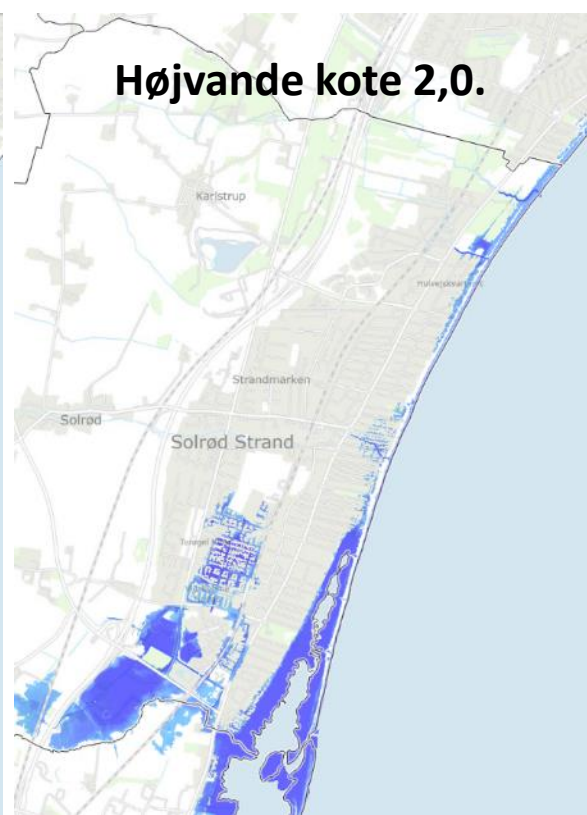 Højvande kote 2,0.
Karlstrup
Strandmarken
Solrød
Solrød Strand